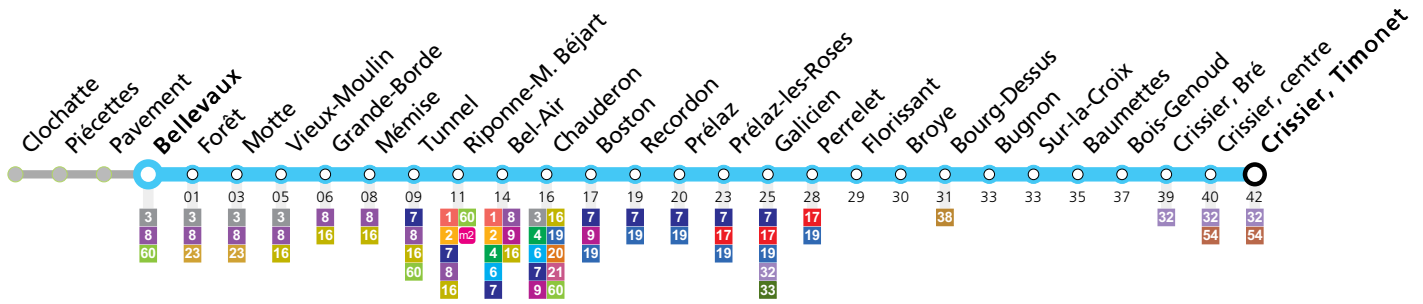 Clochatte
Piécettes
Pavement
Bellevaux
Forêt
Motte
Vieux-Moulin
Grande-Borde
Mémise
Tunnel
Riponne-M. Béjart
Bel-Air
Chauderon
Boston
Recordon
Prélaz
Prélaz-les-Roses
Galicien
Perrelet
Florissant
Broye
Bourg-Dessus
Bugnon
Sur-la-Croix
Baumettes
Bois-Genoud
Crissier, Bré
Crissier, centre
Crissier, Timonet
01 03 05 06 08 09 11 14 16 17 19 20 23 25 28 29 30 31 33 33 35 37 39 40 42
3 3 3 3 8 8 7 1 60 1 8 3 16 7 7 7 7 7 17 38 32 32 32
8 8 8 8 16 16 8 2 m2 2 9 4 19 9 19 19 17 17 19 54 54
60 23 23 16 16 7 4 16 6 20 19 19 19
60 8 6 7 21 32
16 7 9 60 33